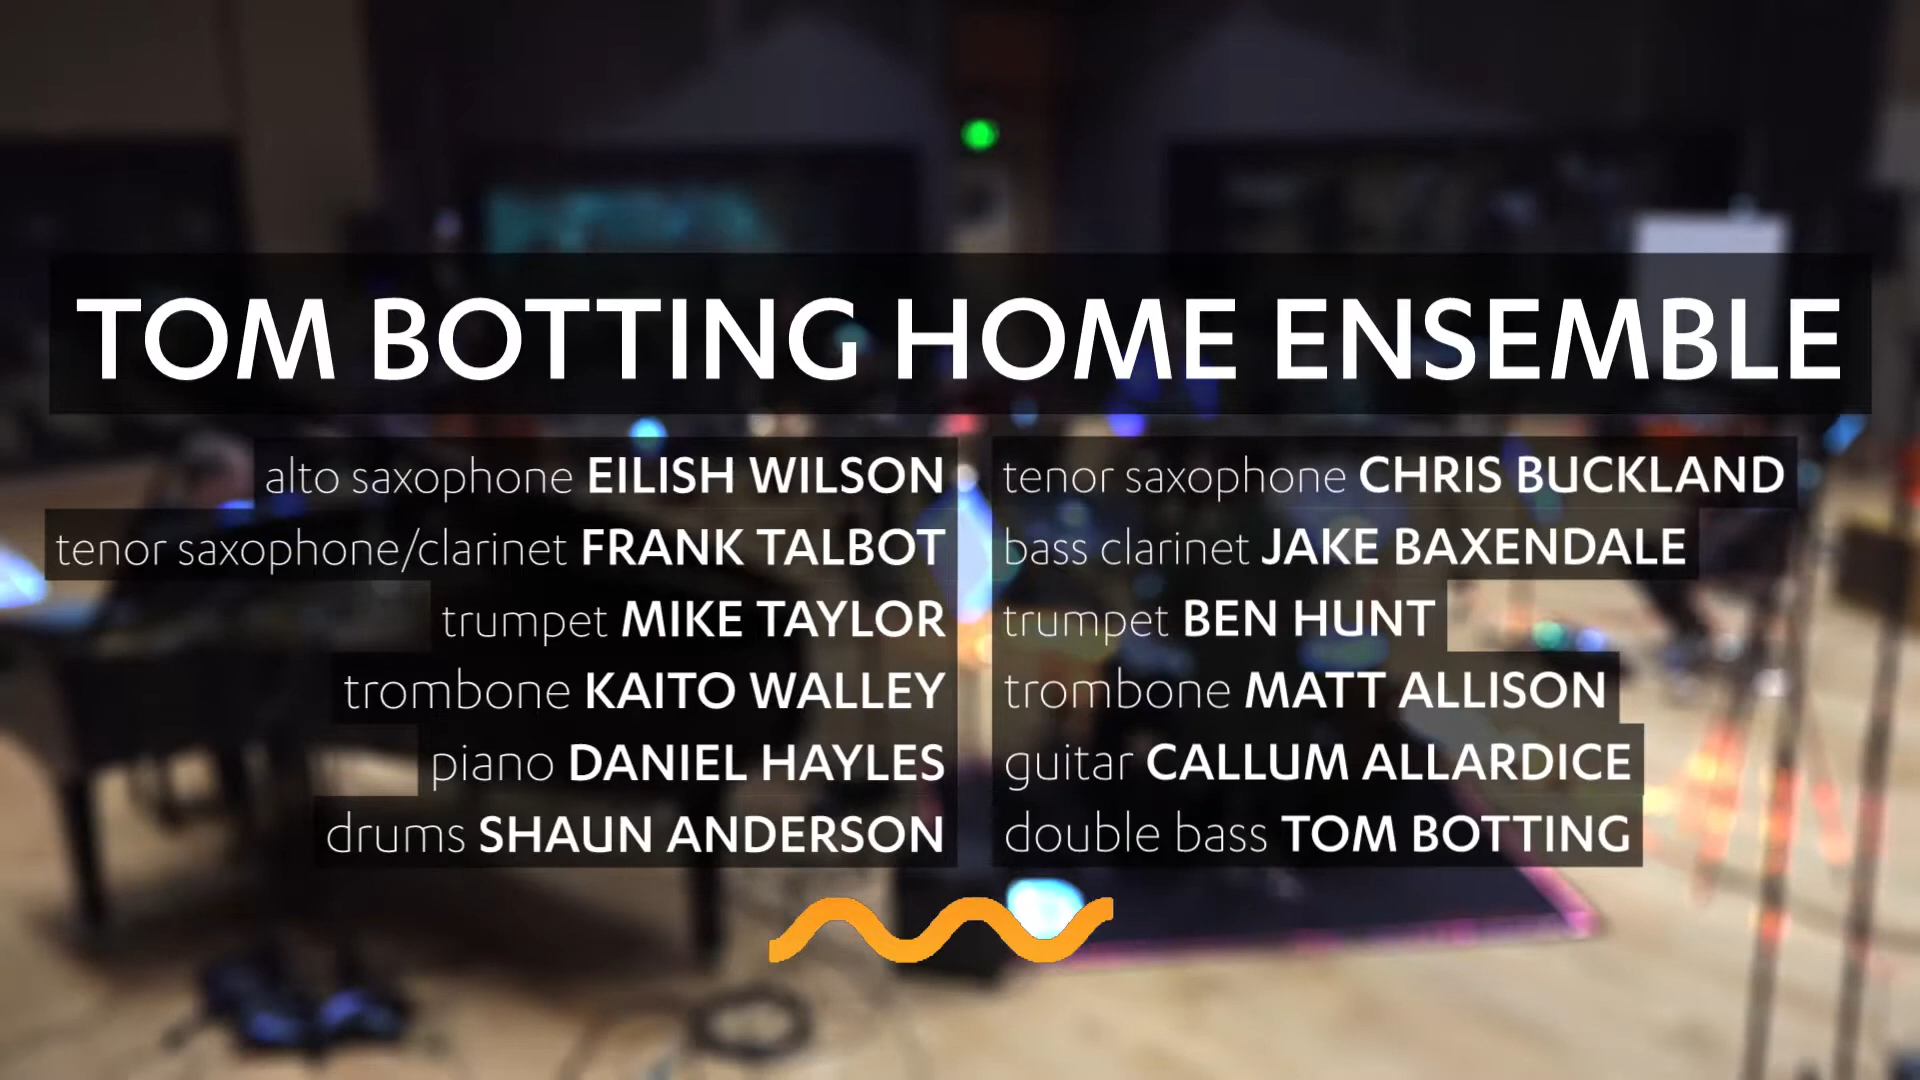 TOM BOTTING HOME ENSEMBLE
alto saxophone EILISH WILSON
tenor saxophone/clarinet FRANK TALBOT
trumpet MIKE TAYLOR
trombone KAITO WALLEY
piano DANIEL HAYLES
drums SHAUN ANDERSON
tenor saxophone CHRIS BUCKLAND
bass clarinet JAKE BAXENDALE
trumpet BEN HUNT
trombone MATT ALLISON
guitar CALLUM ALLARDICE
double bass TOM BOTTING